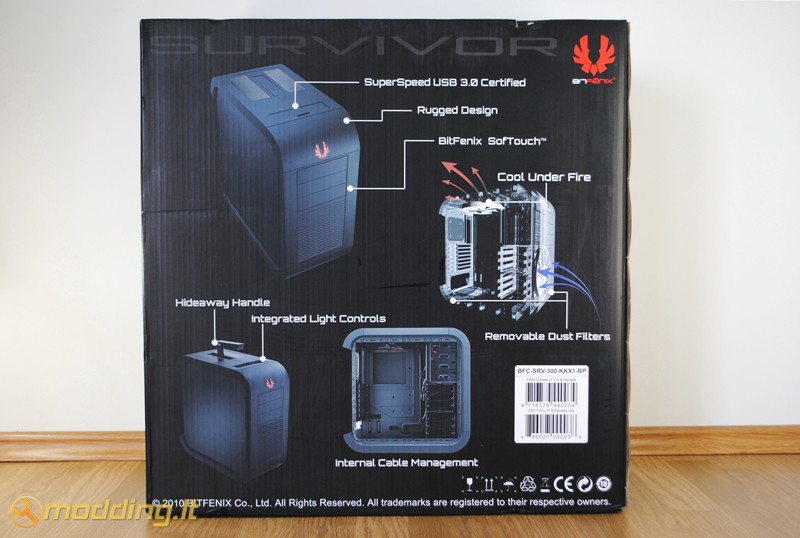 SURVIVOR
BITFENIX
SuperSpeed USB 3.0 Certified
Rugged Design
BitFenix SofTouch™
Cool Under Fire
Hideaway Handle
Integrated Light Controls
Removable Dust Filters
BFC-SRV-300-KKX1-RP
Internal Cable Management
© 2010 BITFENIX Co., Ltd. All Rights Reserved. All trademarks are registered to their respective owners.
modding.lt